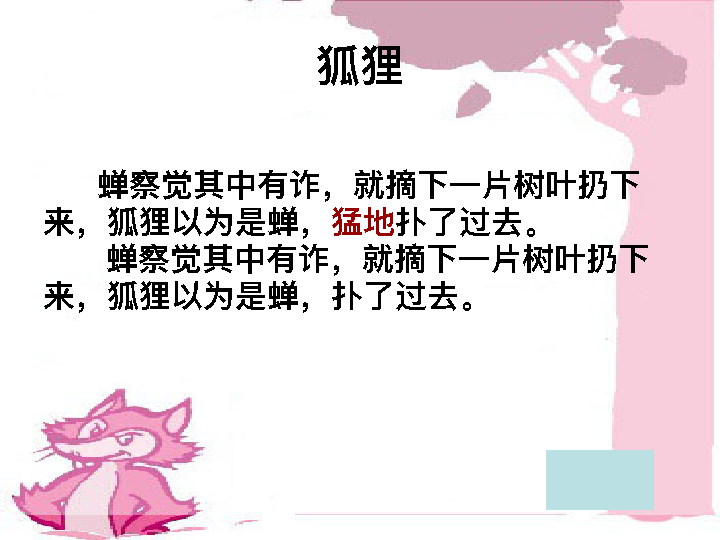 狐狸
蝉察觉其中有诈，就摘下一片树叶扔下
来，狐狸以为是蝉，猛地扑了过去。
蝉察觉其中有诈，就摘下一片树叶扔下
来，狐狸以为是蝉，扑了过去。